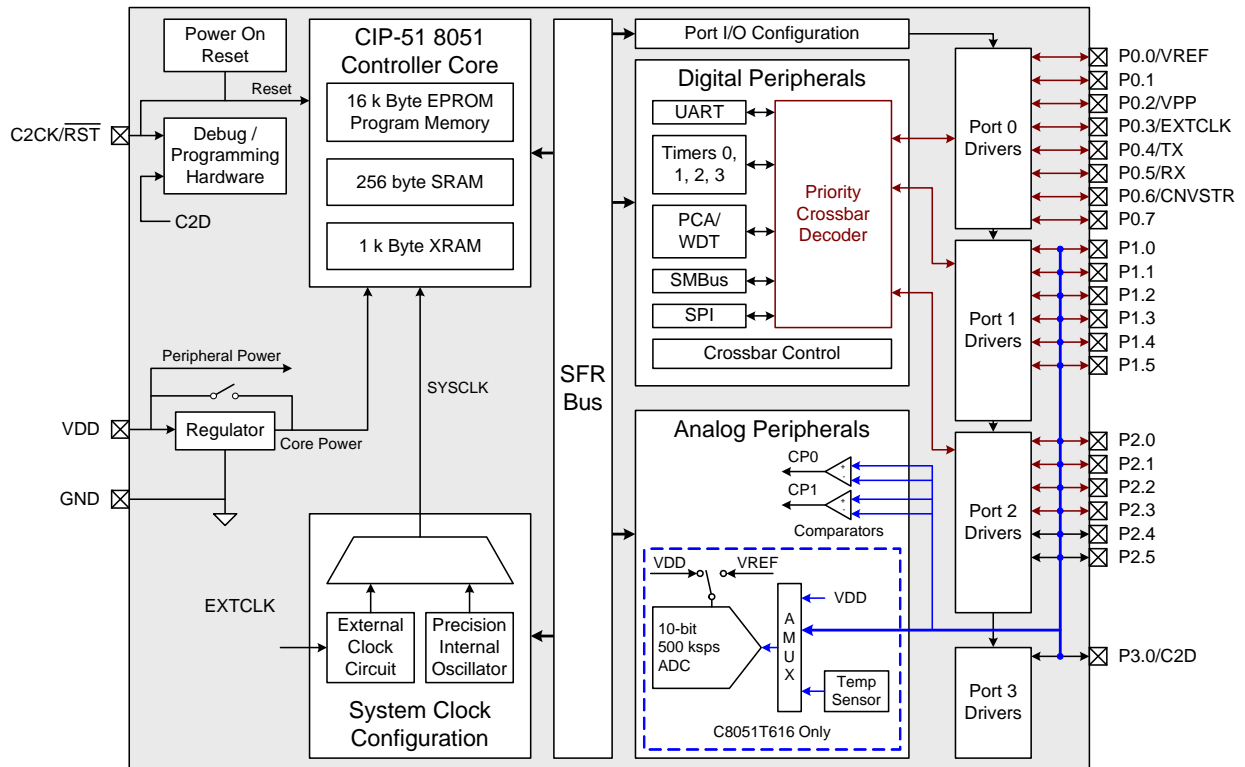 Power On
Reset
Reset
C2CK/RST
Debug /
Programming
Hardware
C2D
CIP-51 8051
Controller Core
16 k Byte EPROM
Program Memory
256 byte SRAM
1 k Byte XRAM
Peripheral Power
VDD
Regulator
Core Power
GND
SYSCLK
EXTCLK
External
Clock
Circuit
Precision
Internal
Oscillator
System Clock
Configuration
SFR
Bus
Port I/O Configuration
Digital Peripherals
UART
Timers 0,
1, 2, 3
PCA/
WDT
SMBus
SPI
Priority
Crossbar
Decoder
Crossbar Control
Analog Peripherals
CP0
+
-
CP1
+
-
Comparators
VDD
VREF
10-bit
500 ksps
ADC
A
M
U
X
VDD
Temp
Sensor
C8051T616 Only
Port 0
Drivers
Port 1
Drivers
Port 2
Drivers
Port 3
Drivers
P0.0/VREF
P0.1
P0.2/VPP
P0.3/EXTCLK
P0.4/TX
P0.5/RX
P0.6/CNVSTR
P0.7
P1.0
P1.1
P1.2
P1.3
P1.4
P1.5
P2.0
P2.1
P2.2
P2.3
P2.4
P2.5
P3.0/C2D